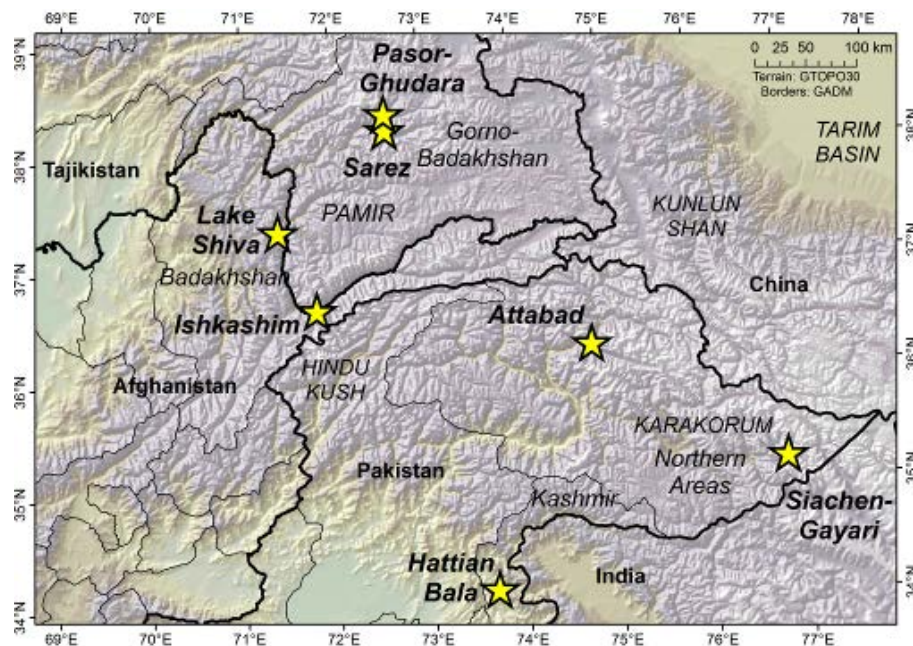 69°E 70°E 71°E 72°E 73°E 74°E 75°E 76°E 77°E 78°E
39°N
38°N
37°N
36°N
35°N
34°N
38°N
37°N
36°N
35°N
34°N
0 25 50 100 km
Terrain: GTOPO30
Borders: GADM
Pasor-
Ghudara
Gorno-
Badakhshan
TARIM
BASIN
Tajikistan
Sarez
Lake
Shiva
PAMIR
KUNLUN
SHAN
Badakhshan
China
Ishkashim
Attabad
HINDU
KUSH
Afghanistan
KARAKORUM
Northern
Areas
Pakistan
Kashmir
Siachen-
Gayari
Hattian
Bala
India
69°E 70°E 71°E 72°E 73°E 74°E 75°E 76°E 77°E